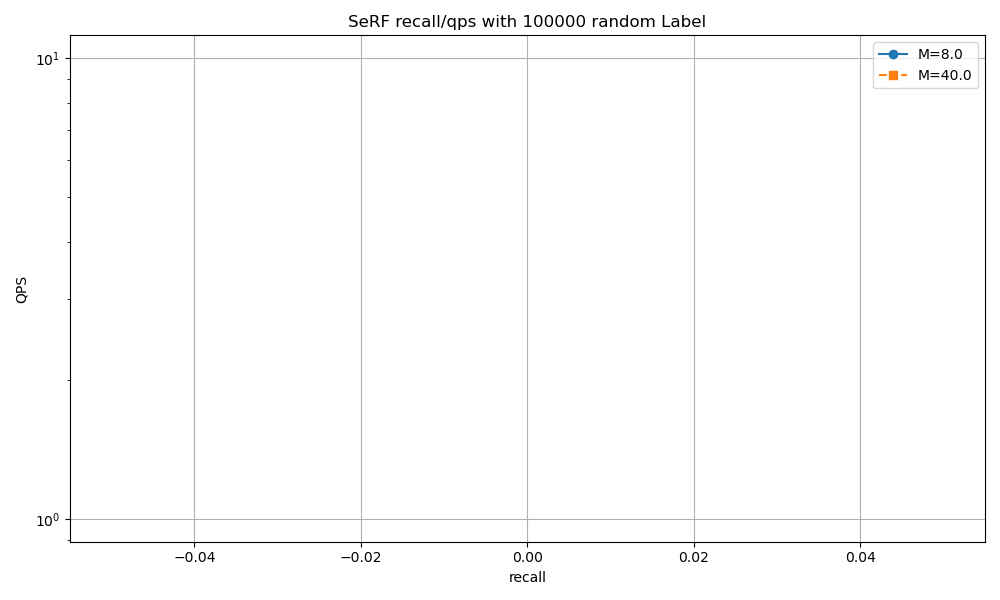 SeRF recall/qps with 100000 random Label
M=8.0
M=40.0
10¹
10⁰
QPS
−0.04
−0.02
0.00
0.02
0.04
recall